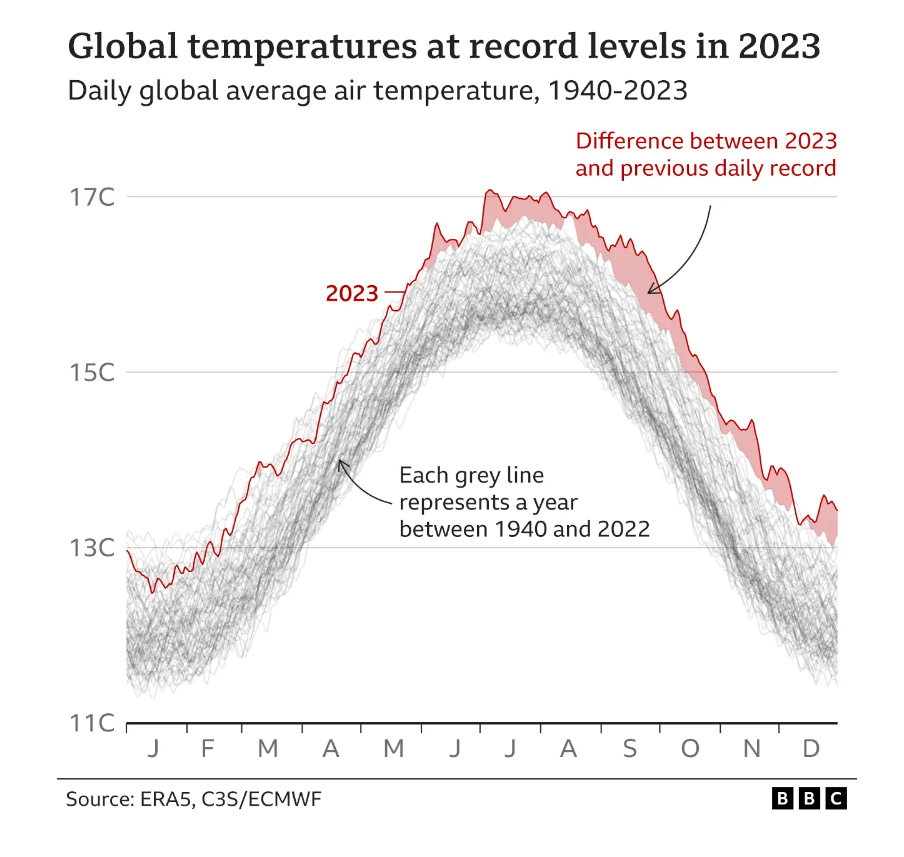 Global temperatures at record levels in 2023
Daily global average air temperature, 1940-2023
Difference between 2023
and previous daily record
17C
2023
15C
Each grey line
represents a year
between 1940 and 2022
13C
11C
J F M A M J J A S O N D
Source: ERA5, C3S/ECMWF
BBC